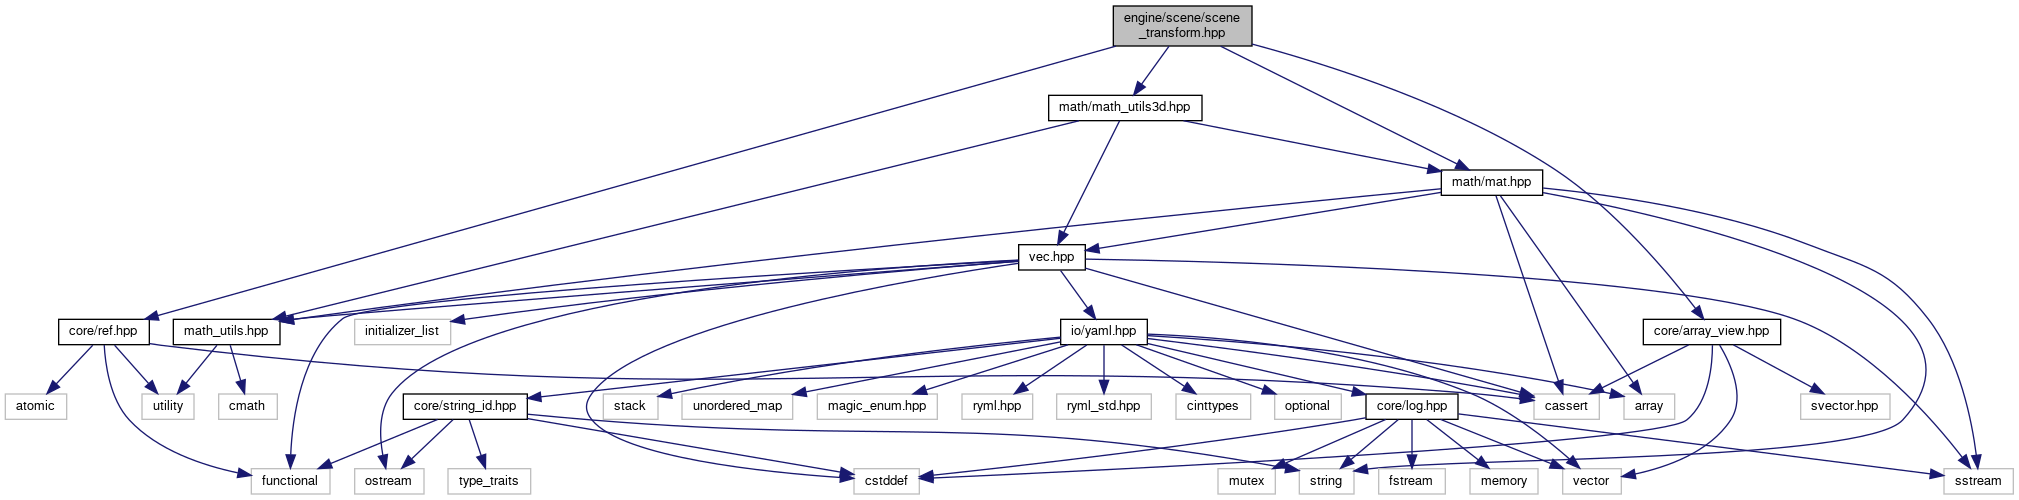 engine/scene/scene
_transform.hpp
math/math_utils3d.hpp
math/mat.hpp
vec.hpp
core/ref.hpp
math_utils.hpp
initializer_list
io/yaml.hpp
core/array_view.hpp
atomic
utility
cmath
core/string_id.hpp
stack
unordered_map
magic_enum.hpp
ryml.hpp
ryml_std.hpp
cinttypes
optional
core/log.hpp
cassert
array
svector.hpp
functional
ostream
type_traits
cstddef
mutex
string
fstream
memory
vector
sstream